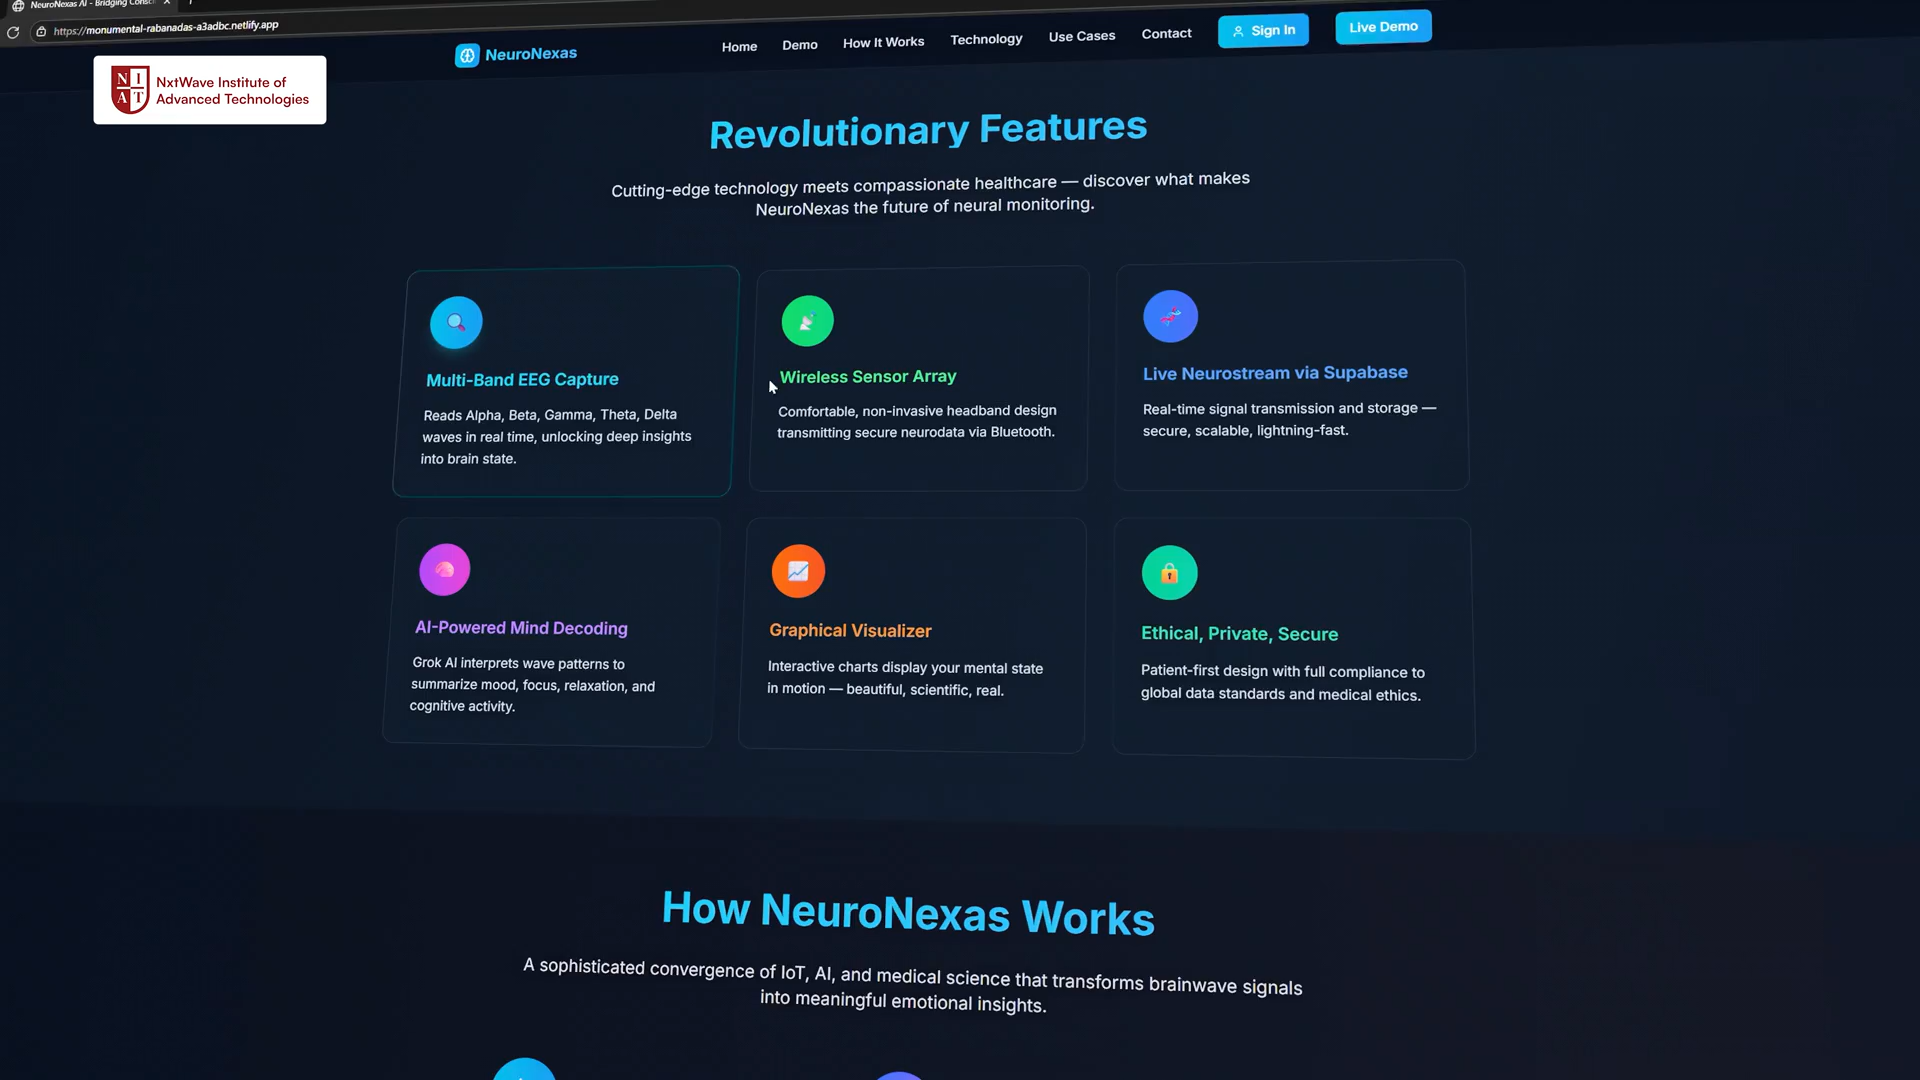 NeuroNexas AI - Bridging Consci
https://monumental-rabanadas-a3adbc.netlify.app
NxtWave Institute of
Advanced Technologies
N I
A T
NeuroNexas
Home
Demo
How It Works
Technology
Use Cases
Contact
Sign In
Live Demo
Revolutionary Features
Cutting-edge technology meets compassionate healthcare — discover what makes
NeuroNexas the future of neural monitoring.
Multi-Band EEG Capture
Reads Alpha, Beta, Gamma, Theta, Delta
waves in real time, unlocking deep insights
into brain state.
Wireless Sensor Array
Comfortable, non-invasive headband design
transmitting secure neurodata via Bluetooth.
Live Neurostream via Supabase
Real-time signal transmission and storage —
secure, scalable, lightning-fast.
AI-Powered Mind Decoding
Grok AI interprets wave patterns to
summarize mood, focus, relaxation, and
cognitive activity.
Graphical Visualizer
Interactive charts display your mental state
in motion — beautiful, scientific, real.
Ethical, Private, Secure
Patient-first design with full compliance to
global data standards and medical ethics.
How NeuroNexas Works
A sophisticated convergence of IoT, AI, and medical science that transforms brainwave signals
into meaningful emotional insights.